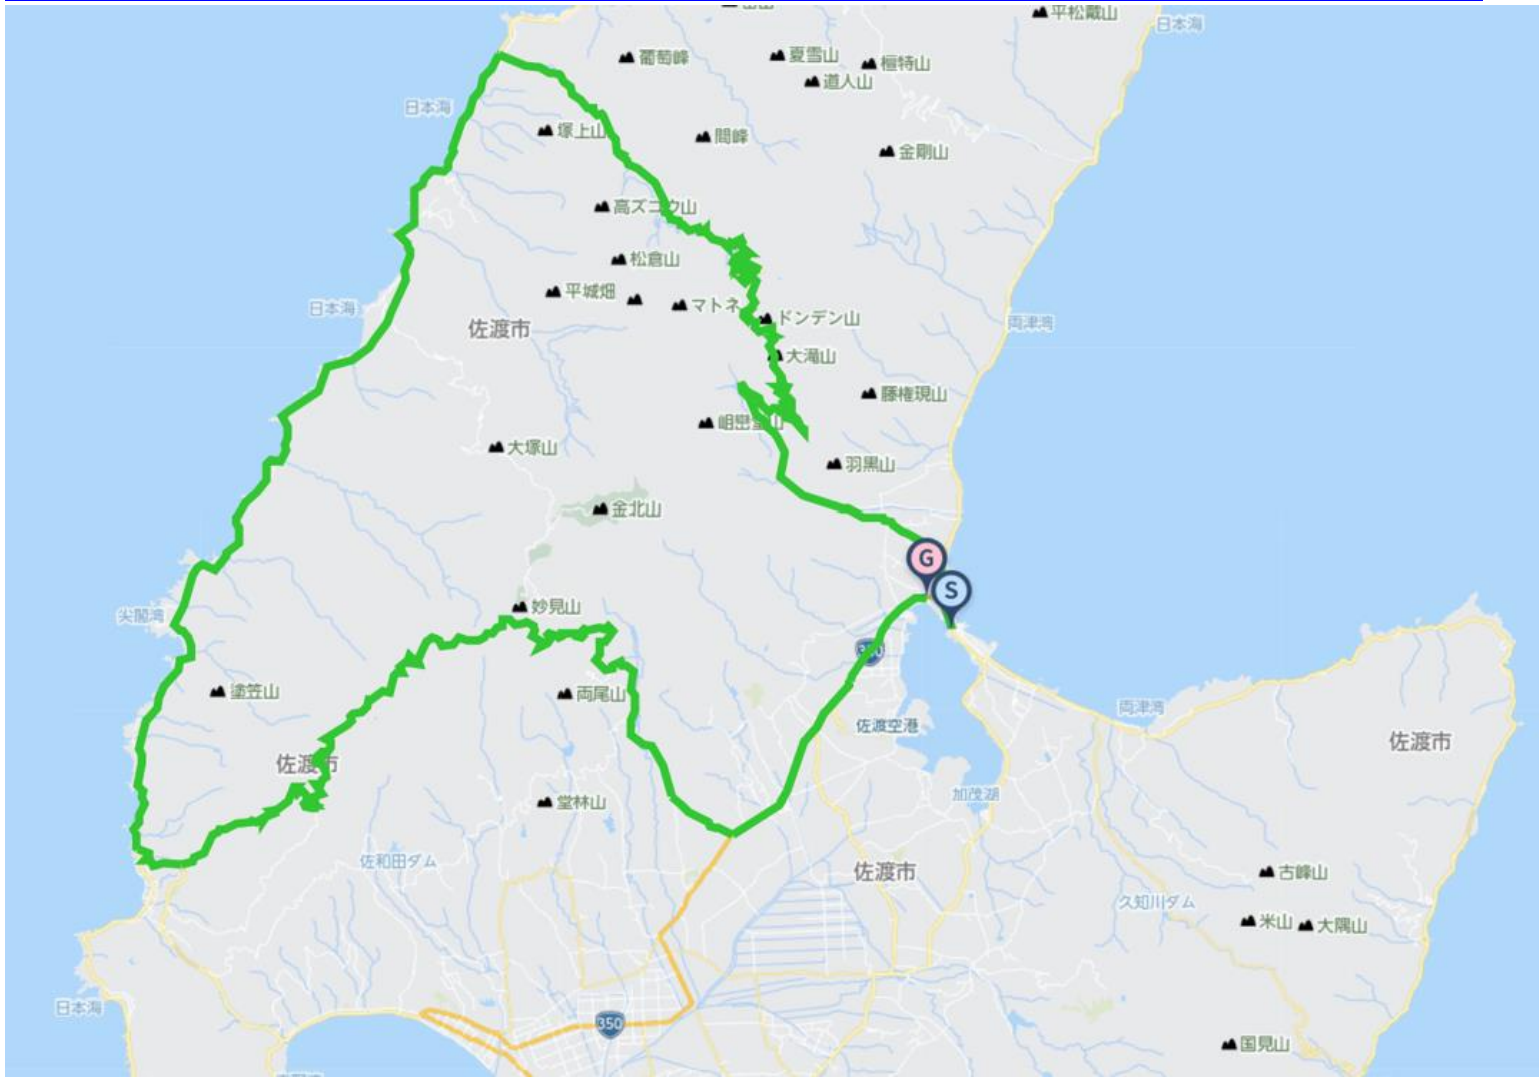 平松戴山
日本海
葡萄峰
夏雪山
檀特山
道人山
日本海
塚上山
間峰
金剛山
高ズコウ山
松倉山
平城畑
マトネ
ドンデン山
日本海
佐渡市
両津湾
大滝山
藤権現山
大塚山
羽黒山
金北山
G
S
妙見山
尖閣湾
塗笠山
両尾山
両津湾
佐渡空港
佐渡市
佐渡市
加茂湖
堂林山
佐和田ダム
佐渡市
古峰山
久知川ダム
米山
大隅山
日本海
350
国見山